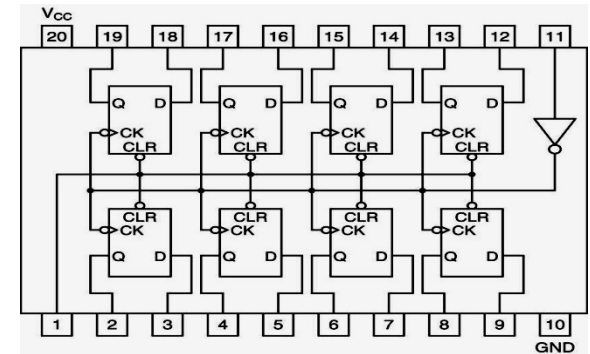 VCC
20 19 18 17 16 15 14 13 12 11
Q D Q D Q D Q D
CK CK CK CK
CLR CLR CLR CLR
CLR CLR CLR CLR
CK CK CK CK
Q D Q D Q D Q D
1 2 3 4 5 6 7 8 9 10
GND